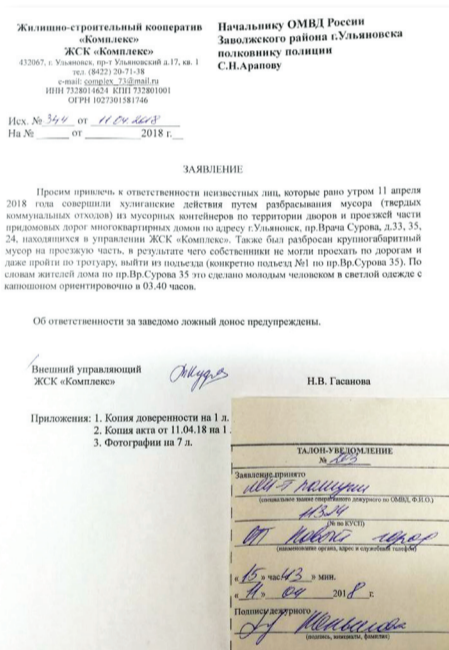 Жилищно-строительный кооператив
«Комплекс»
ЖСК «Комплекс»
432067, г. Ульяновск, пр-т Ульяновский д.17, кв. 1
тел. (8422) 20-71-38
e-mail: complex_73@mail.ru
ИНН 7328014624 КПП 732801001
ОГРН 1027301581746
Исх. № 344 от 11.04.2018
На № от 2018 г.
Начальнику ОМВД России
Заволжского района г.Ульяновска
полковнику полиции
С.Н.Арапову
ЗАЯВЛЕНИЕ
Просим привлечь к ответственности неизвестных лиц, которые рано утром 11 апреля
2018 года совершили хулиганские действия путем разбрасывания мусора (твердых
коммунальных отходов) из мусорных контейнеров по территории дворов и проезжей части
придомовых дорог многоквартирных домов по адресу г.Ульяновск, пр.Врача Сурова, д.33, 35,
24, находящихся в управлении ЖСК «Комплекс». Также был разбросан крупногабаритный
мусор на проезжую часть, в результате чего собственники не могли проехать по дорогам и
даже пройти по тротуару, выйти из подъезда (конкретно подъезд №1 по пр.Вр.Сурова 35). По
словам жителей дома по пр.Вр.Сурова 35 это сделано молодым человеком в светлой одежде с
капюшоном ориентировочно в 03.40 часов.
Об ответственности за заведомо ложный донос предупреждены.
Внешний управляющий
ЖСК «Комплекс»
Н.В. Гасанова
Приложения: 1. Копия доверенности на 1 л.
2. Копия акта от 11.04.18 на 1
3. Фотографии на 7 л.
ТАЛОН-УВЕДОМЛЕНИЕ
№
Заявление принято
полиции
(специальное звание оперативного дежурного по ОМВД, Ф.И.О.)
11324
(№ по КУСП)
ОП Новый город
(наименование органа, адрес и служебный телефон)
«15» час 43 » мин.
«11» 04 2018 г.
Подпись дежурного
(подпись, инициалы, фамилия)